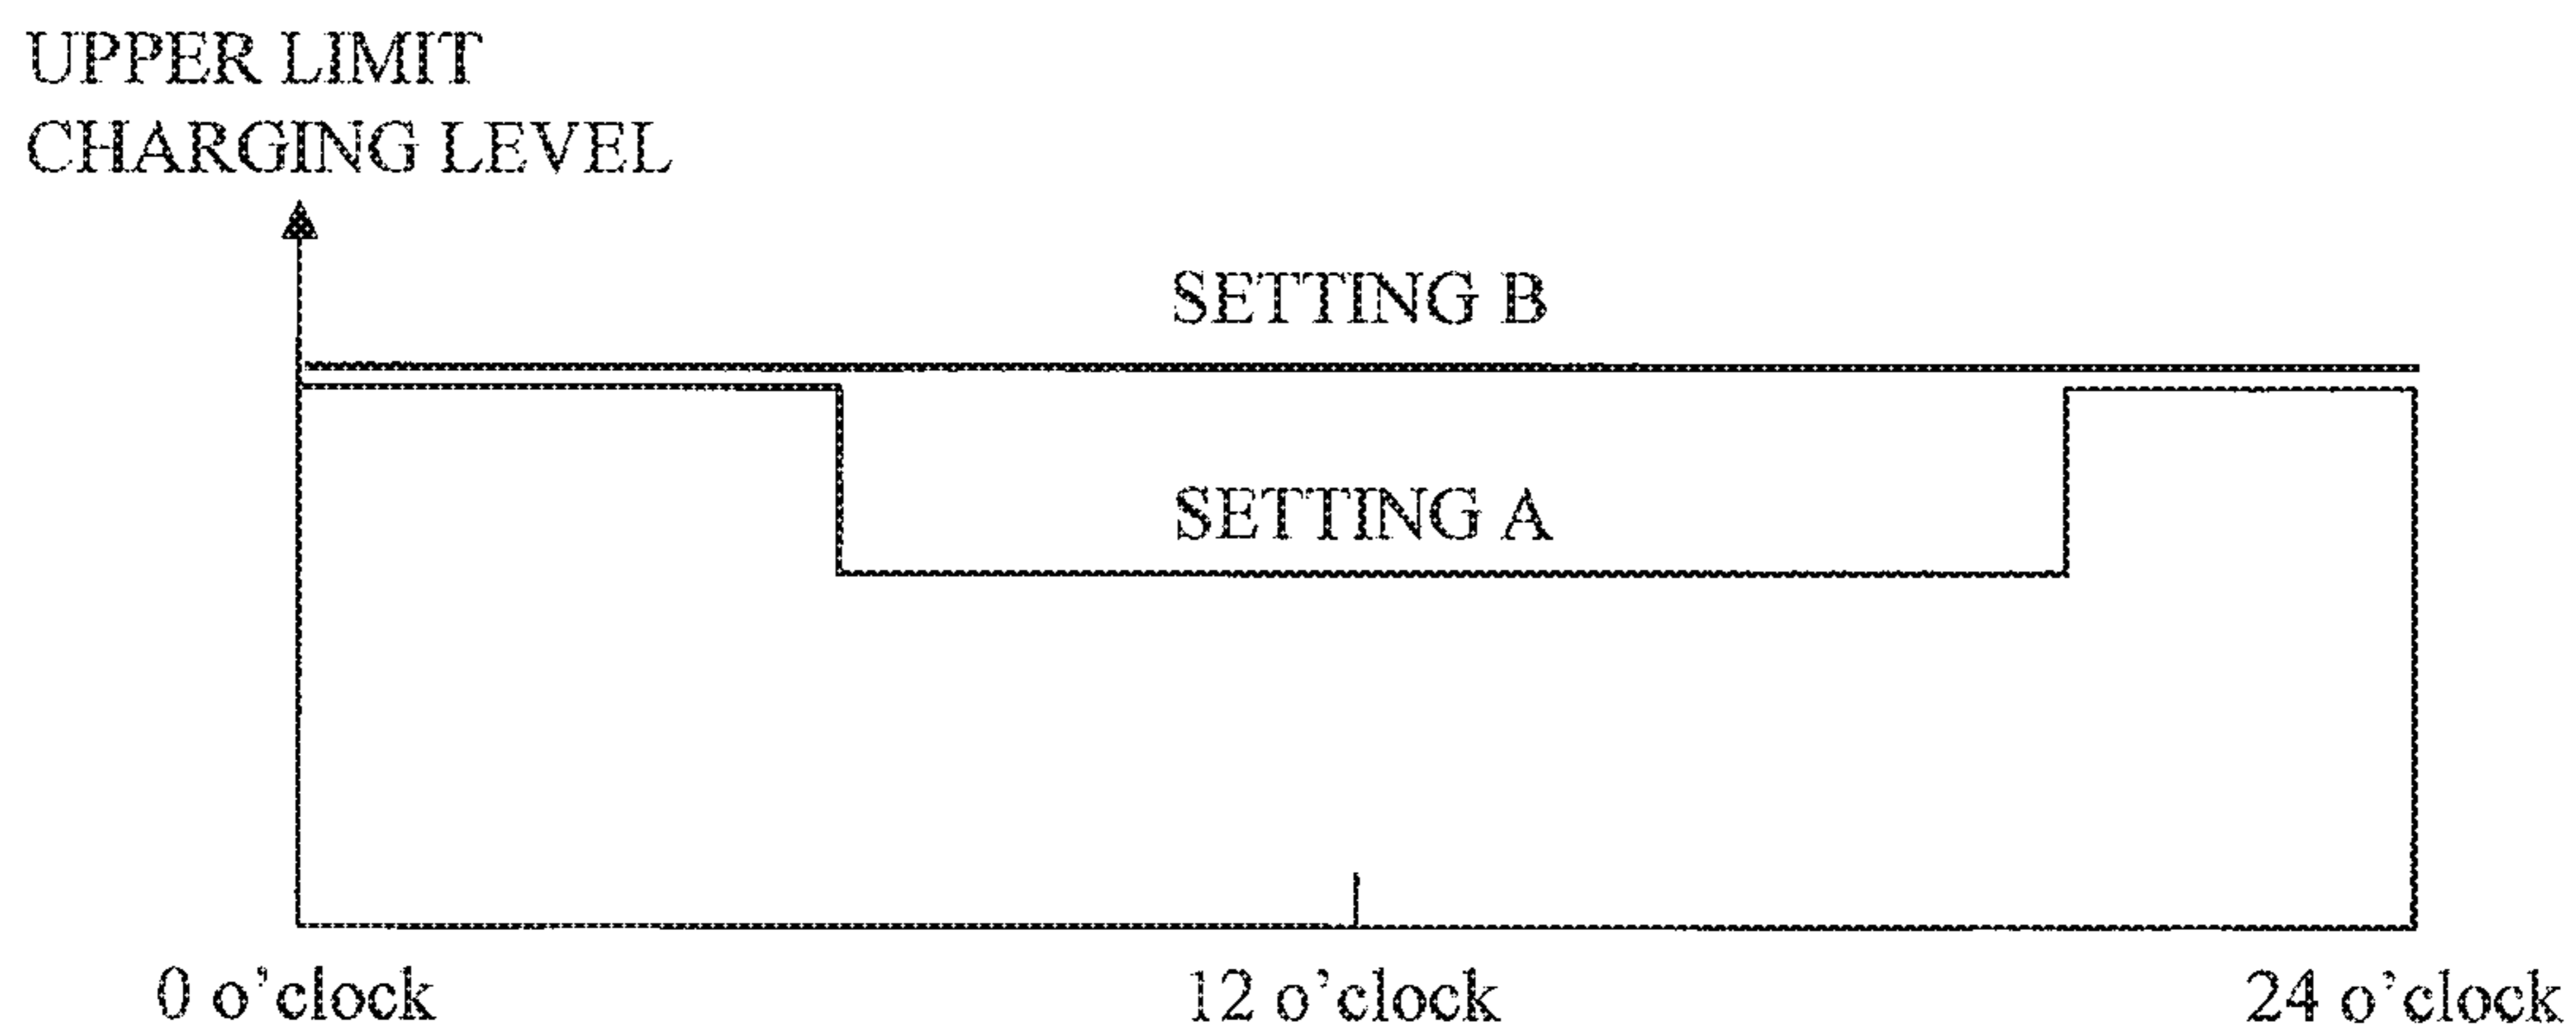 UPPER LIMIT
CHARGING LEVEL
SETTING B
SETTING A
0 o'clock
12 o'clock
24 o'clock